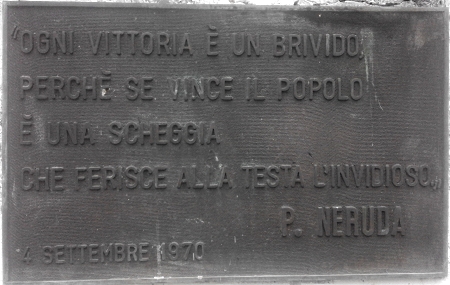 "OGNI VITTORIA È UN BRIVIDO,
PERCHÉ SE VINCE IL POPOLO
È UNA SCHEGGIA
CHE FERISCE ALLA TESTA L'INVIDIOSO„
P. NERUDA
4 SETTEMBRE 1970